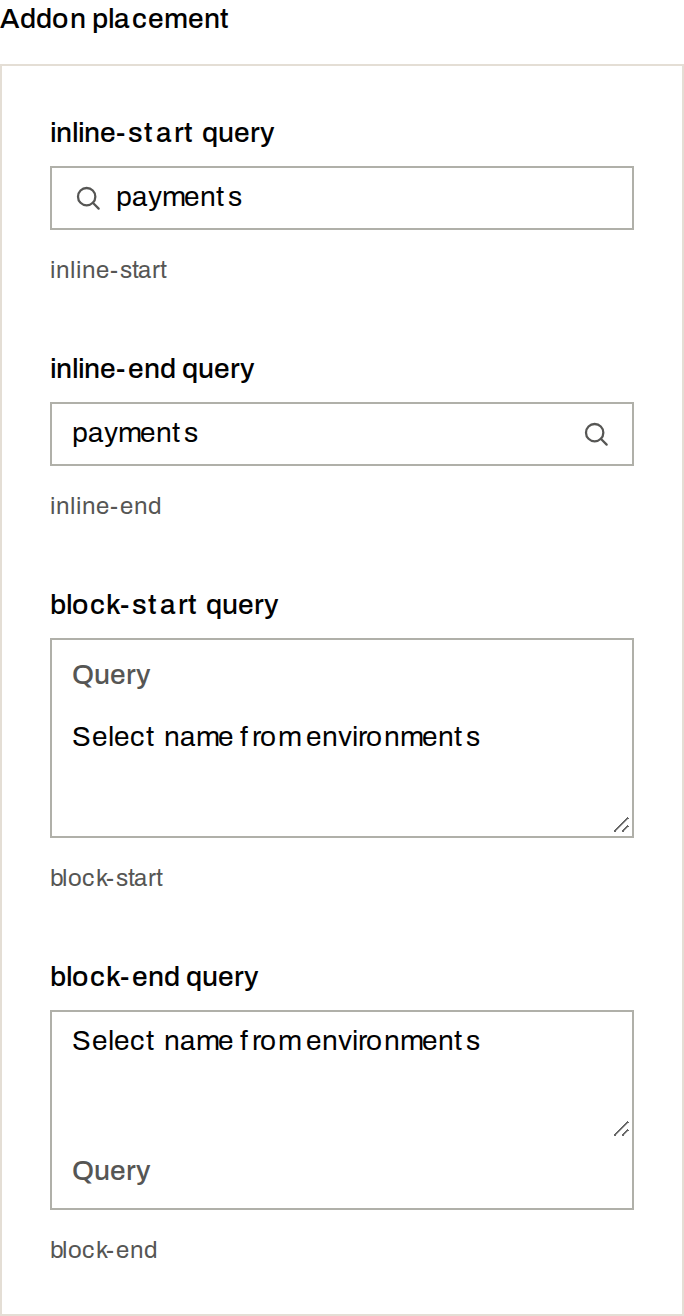 Addon placement
inline-start query
payments
inline-start
inline-end query
payments
inline-end
block-start query
Query
Select name from environments
block-start
block-end query
Select name from environments
Query
block-end